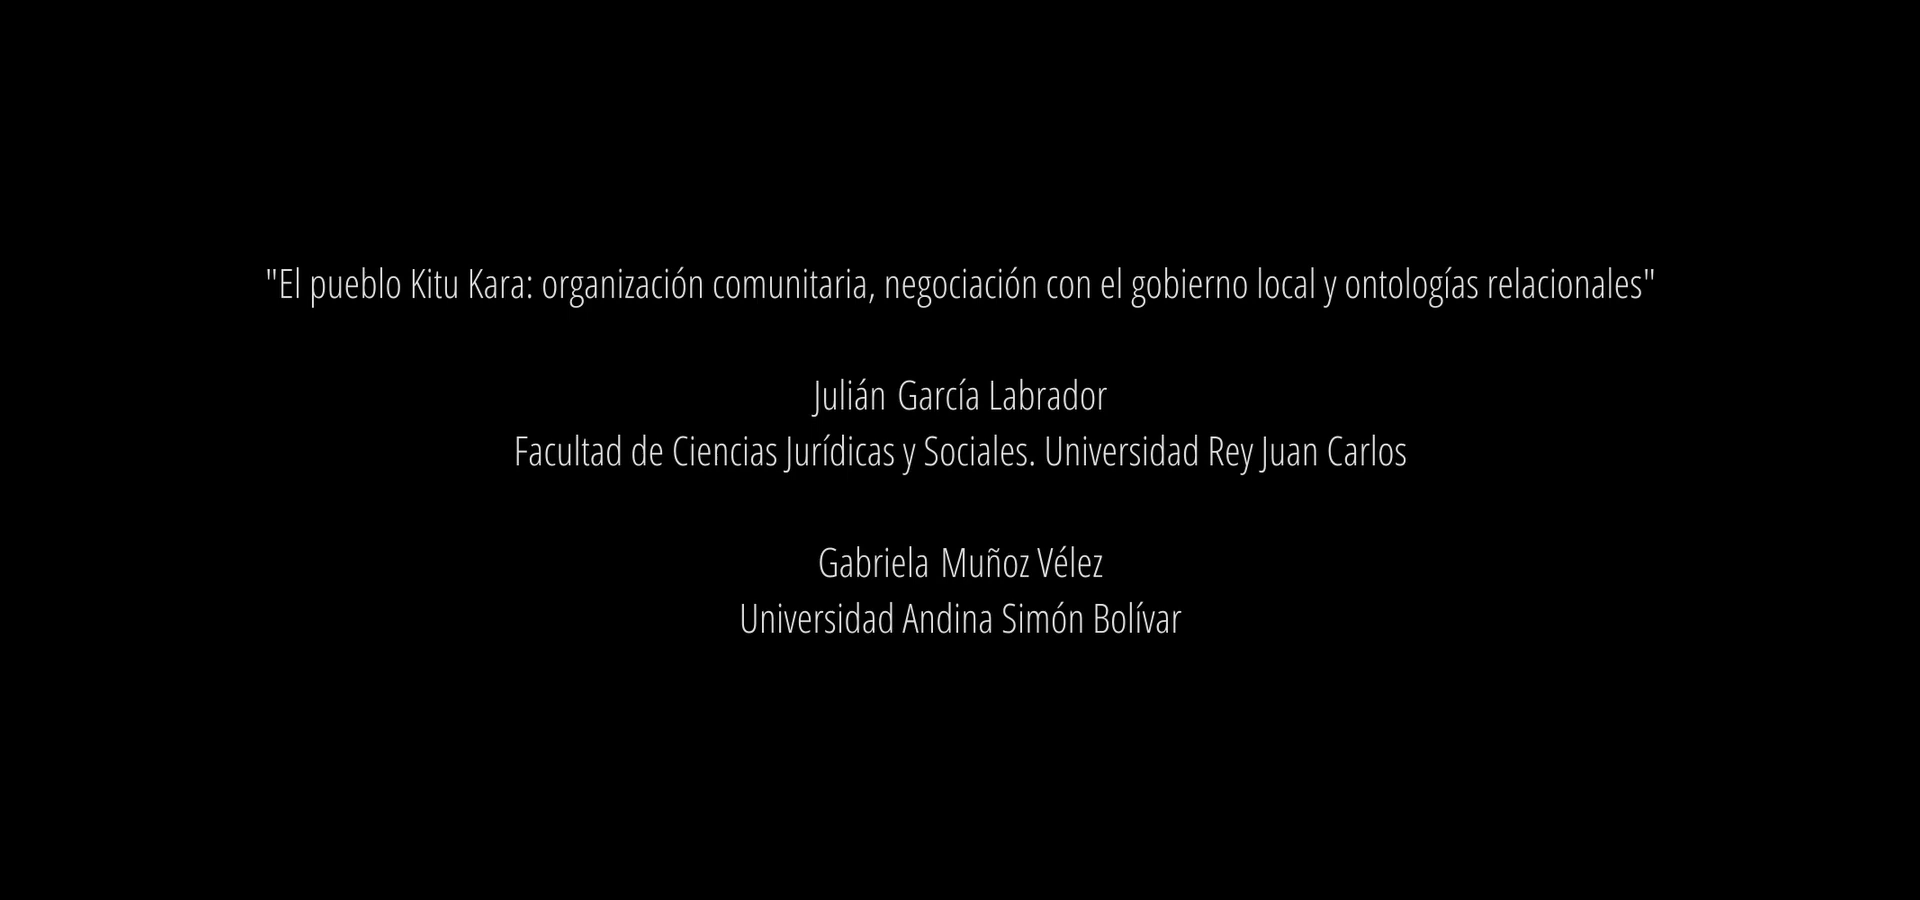 "El pueblo Kitu Kara: organización comunitaria, negociación con el gobierno local y ontologías relacionales"
Julián García Labrador
Facultad de Ciencias Jurídicas y Sociales. Universidad Rey Juan Carlos
Gabriela Muñoz Vélez
Universidad Andina Simón Bolívar